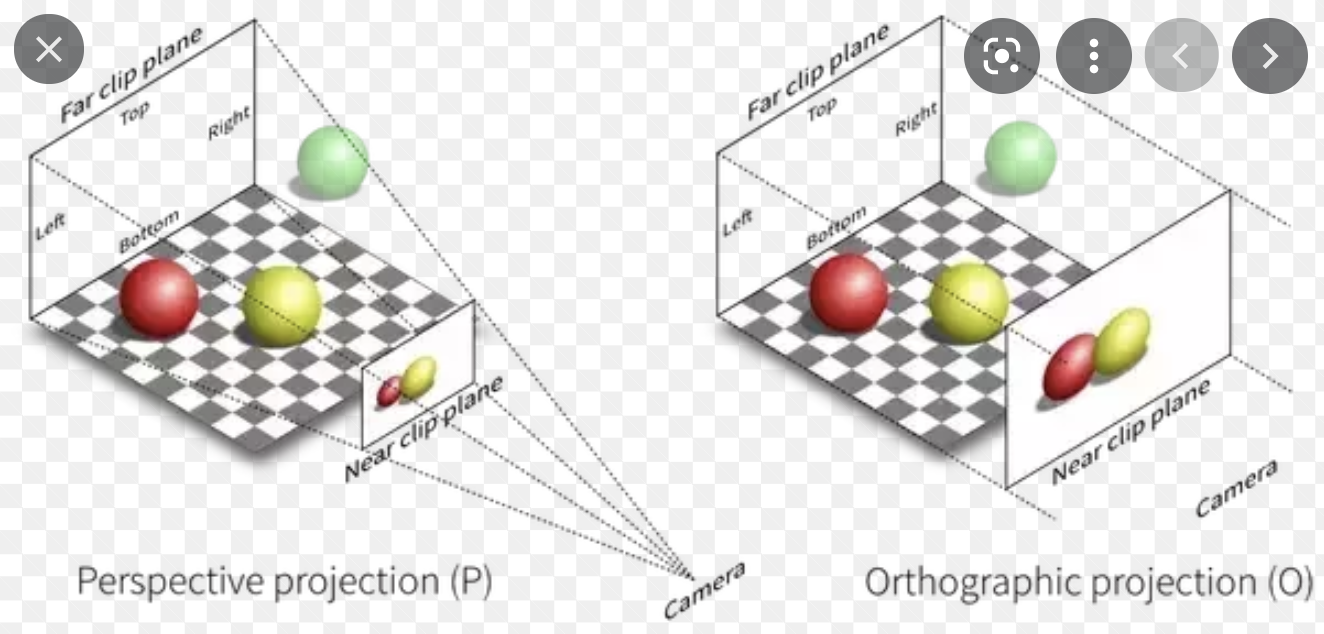 Far clip plane
Top
Right
Left
Bottom
Near clip plane
Camera
Perspective projection (P)
Far clip plane
Top
Right
Left
Bottom
Near clip plane
Camera
Orthographic projection (O)